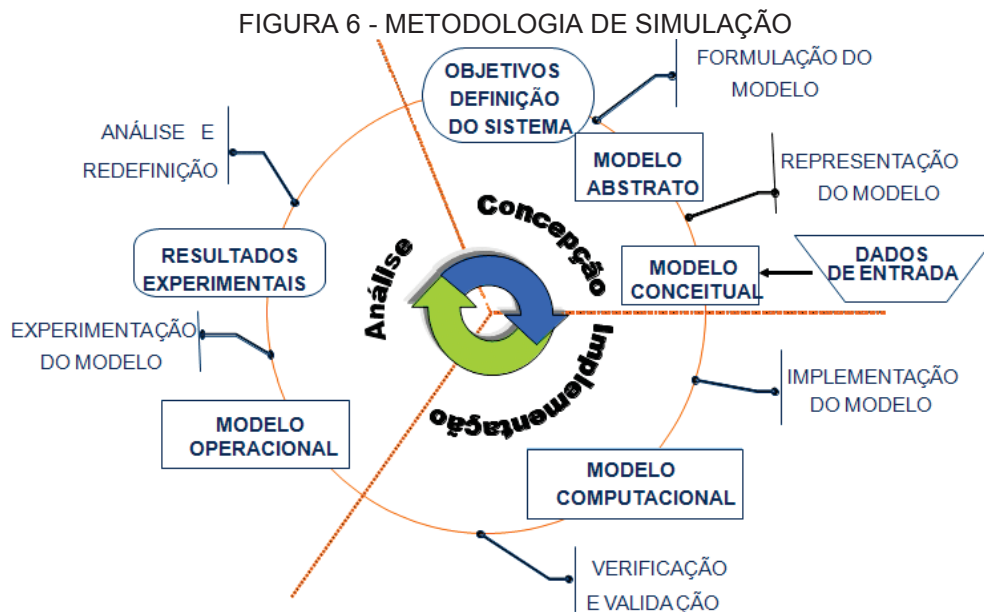 FIGURA 6 - METODOLOGIA DE SIMULAÇÃO
OBJETIVOS
DEFINIÇÃO
DO SISTEMA
FORMULAÇÃO DO
MODELO
MODELO
ABSTRATO
REPRESENTAÇÃO
DO MODELO
MODELO
CONCEITUAL
DADOS
DE ENTRADA
IMPLEMENTAÇÃO
DO MODELO
MODELO
COMPUTACIONAL
VERIFICAÇÃO
E VALIDAÇÃO
MODELO
OPERACIONAL
EXPERIMENTAÇÃO
DO MODELO
RESULTADOS
EXPERIMENTAIS
ANÁLISE E
REDEFINIÇÃO
Concepção
Implementação
Análise